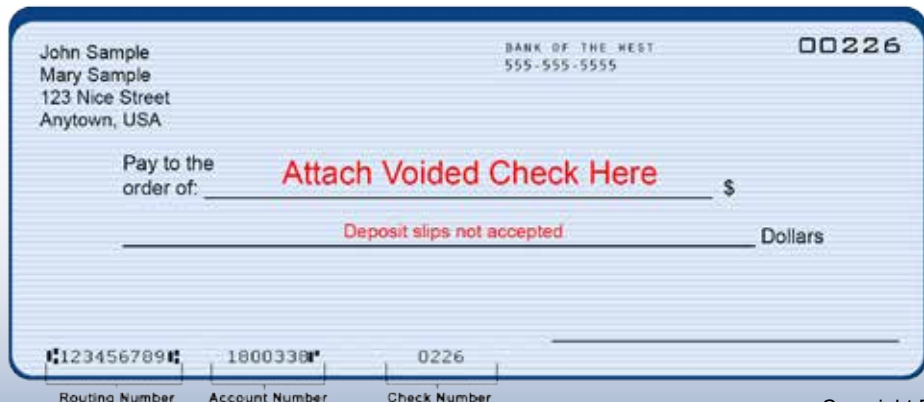 John Sample
Mary Sample
123 Nice Street
Anytown, USA
BANK OF THE WEST
555-555-5555
00226
Pay to the
order of:
Attach Voided Check Here
$
Deposit slips not accepted
Dollars
⑆123456789⑆ 1800338⑈ 0226
Routing Number Account Number Check Number